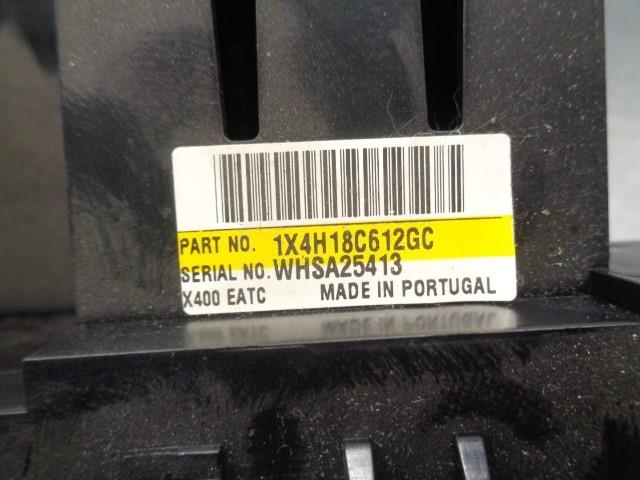 PART NO. 1X4H18C612GC
SERIAL NO. WHSA25413
X400 EATC MADE IN PORTUGAL